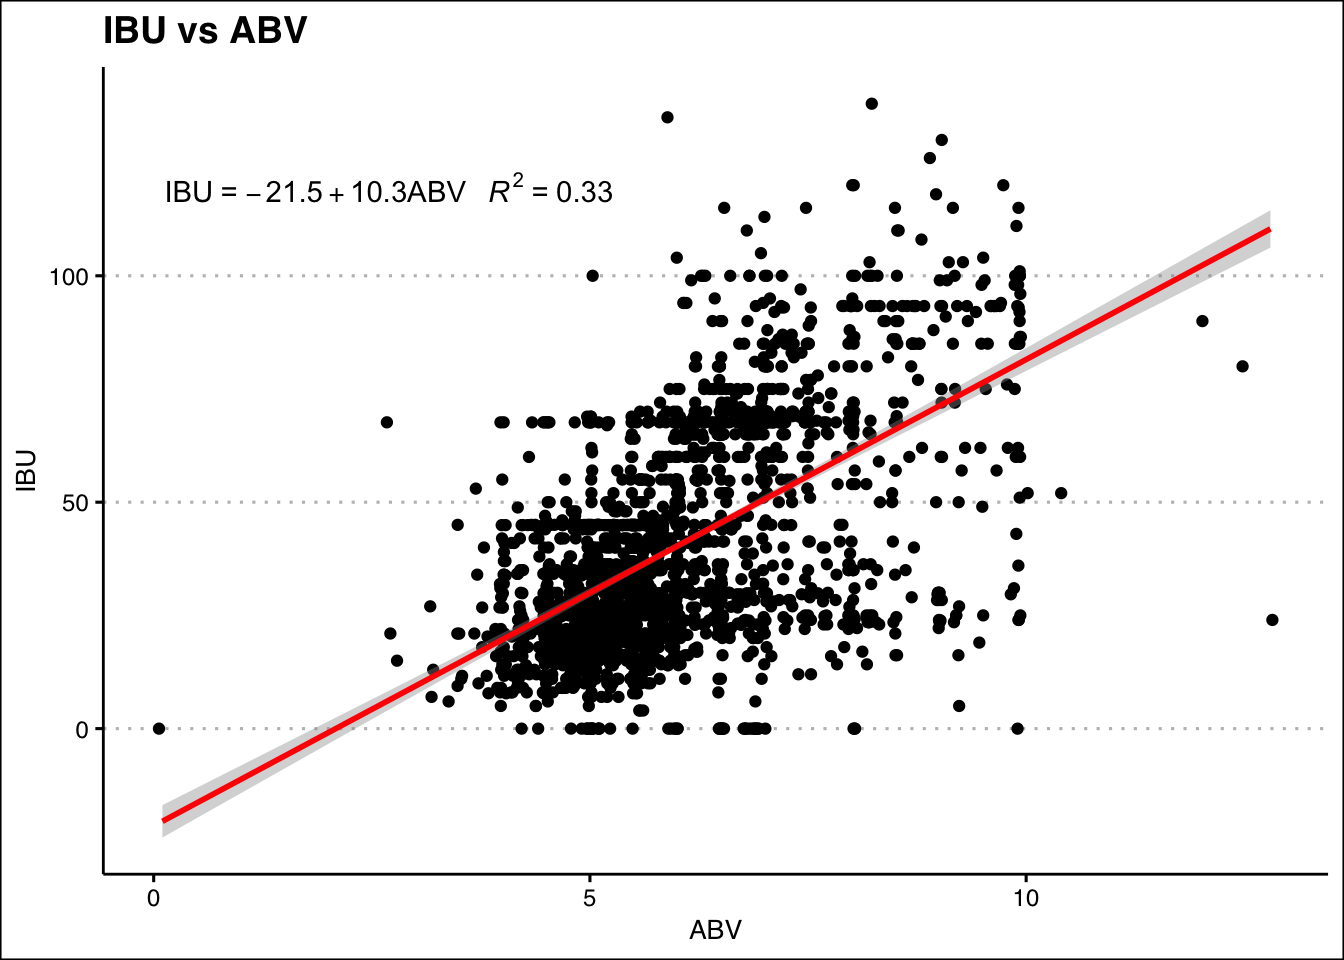 IBU vs ABV
IBU = −21.5 + 10.3ABV R² = 0.33
100
50
0
IBU
0 5 10
ABV